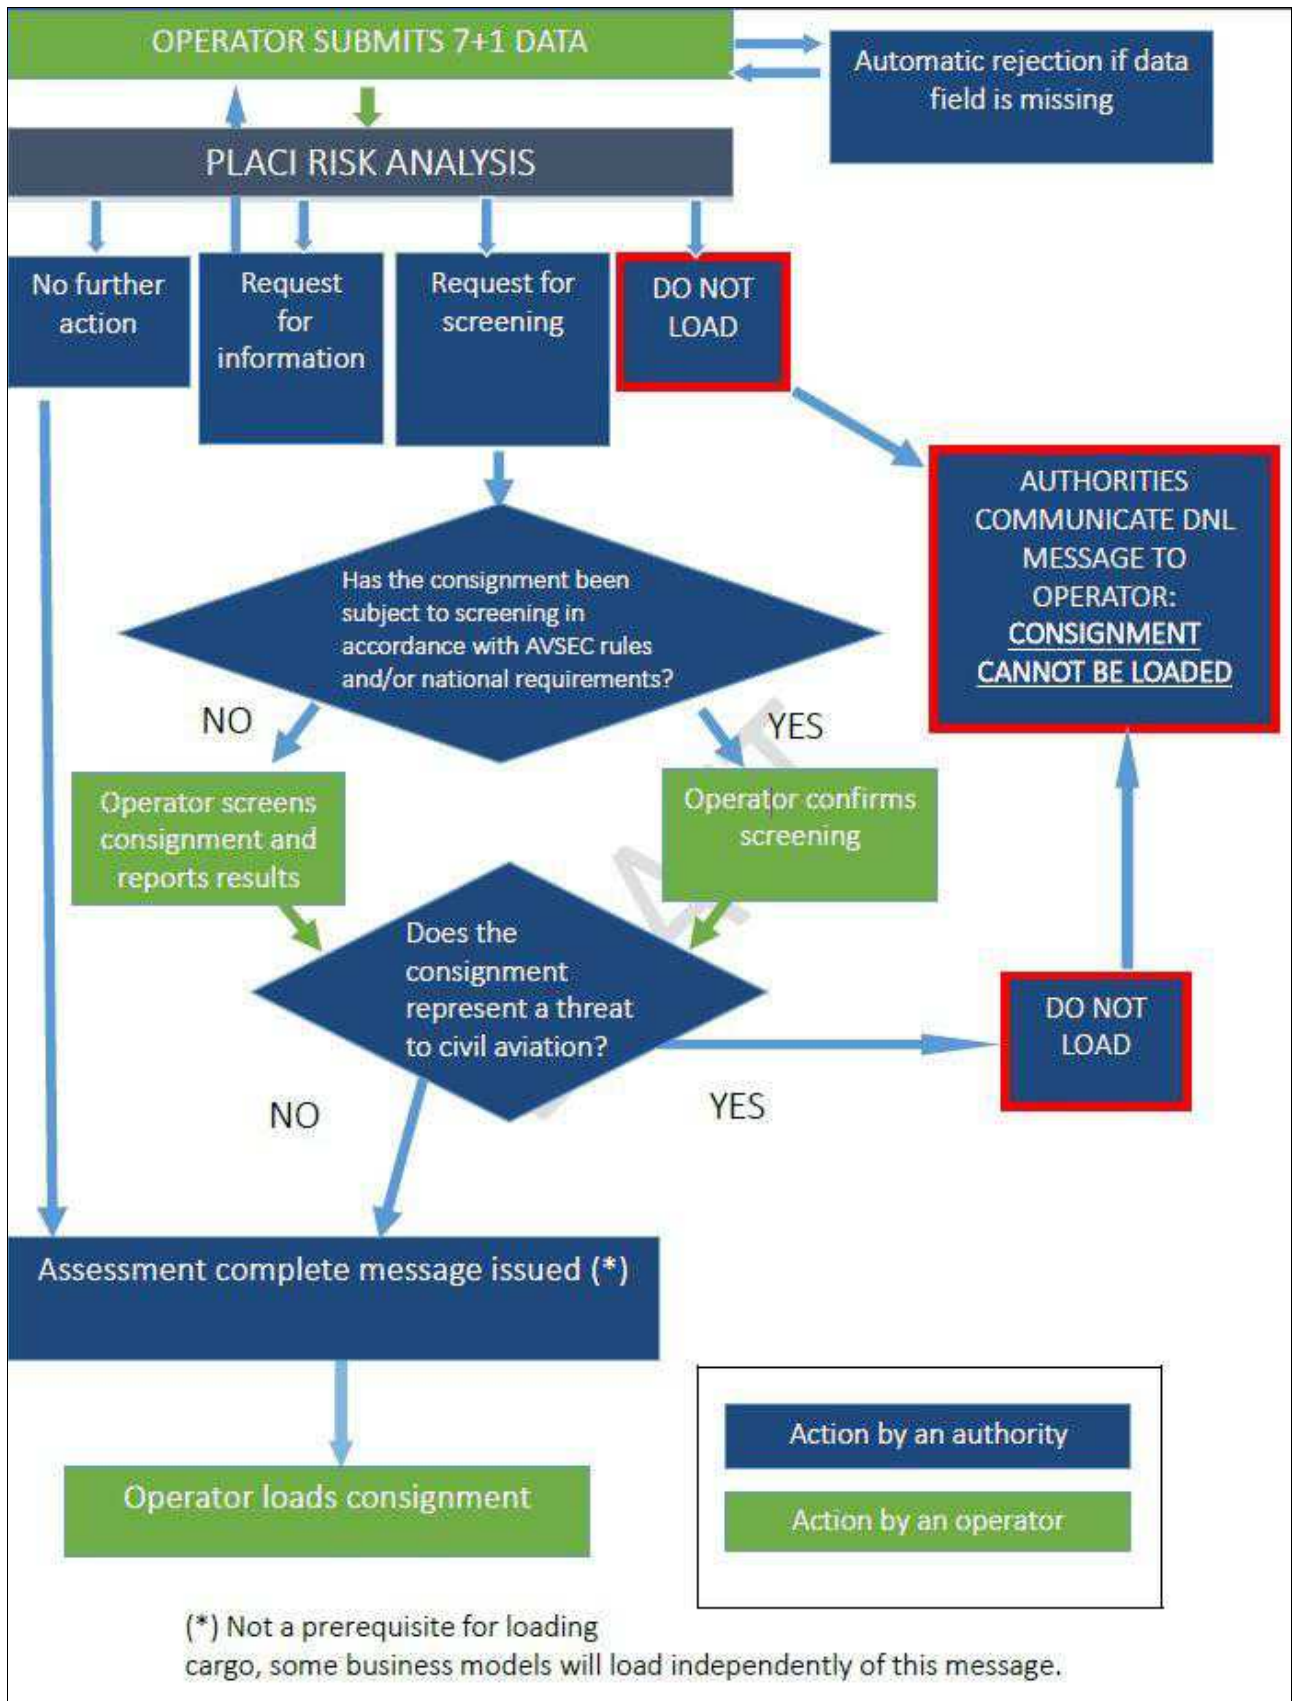 OPERATOR SUBMITS 7+1 DATA
Automatic rejection if data
field is missing
PLACI RISK ANALYSIS
No further
action
Request
for
information
Request for
screening
DO NOT
LOAD
AUTHORITIES
COMMUNICATE DNL
MESSAGE TO
OPERATOR:
CONSIGNMENT
CANNOT BE LOADED
Has the consignment been
subject to screening in
accordance with AVSEC rules
and/or national requirements?
NO
YES
Operator screens
consignment and
reports results
Operator confirms
screening
Does the
consignment
represent a threat
to civil aviation?
DO NOT
LOAD
NO
YES
Assessment complete message issued (*)
Operator loads consignment
Action by an authority
Action by an operator
(*) Not a prerequisite for loading
cargo, some business models will load independently of this message.